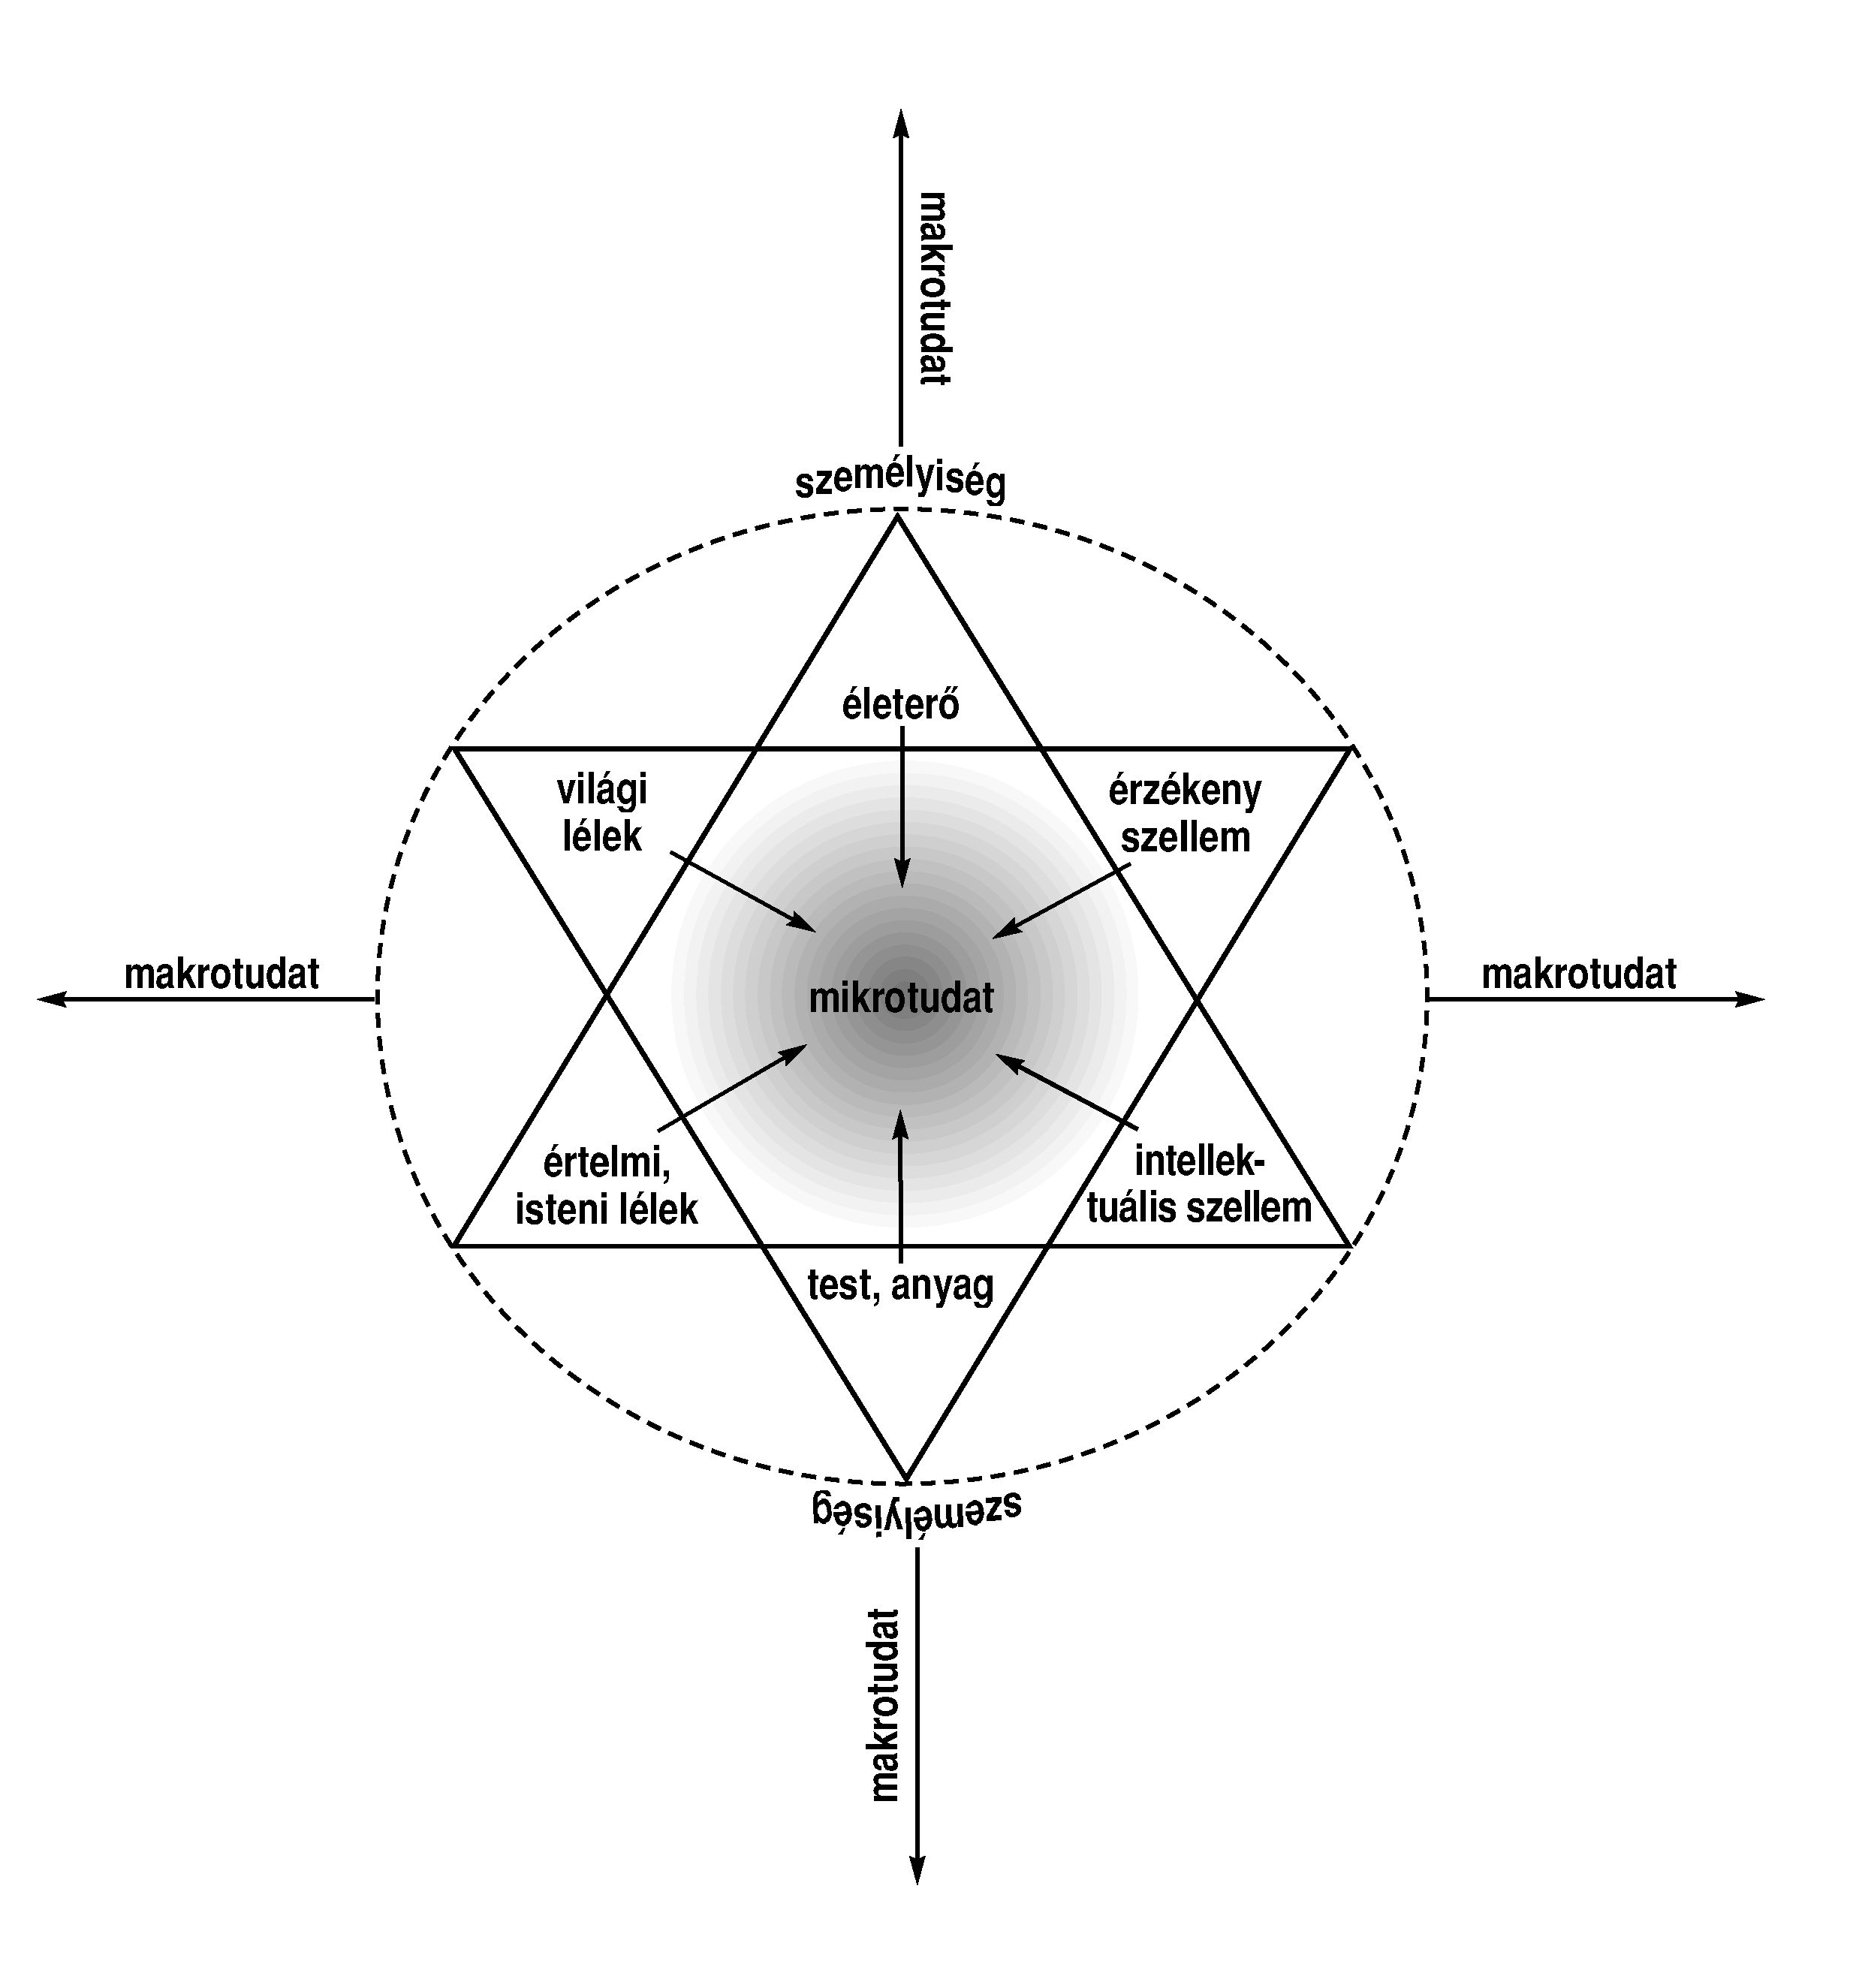 makrotudat
személyiség
életerő
világi
lélek
érzékeny
szellem
makrotudat
mikrotudat
makrotudat
értelmi,
isteni lélek
intellek-
tuális szellem
test, anyag
személyiség
makrotudat